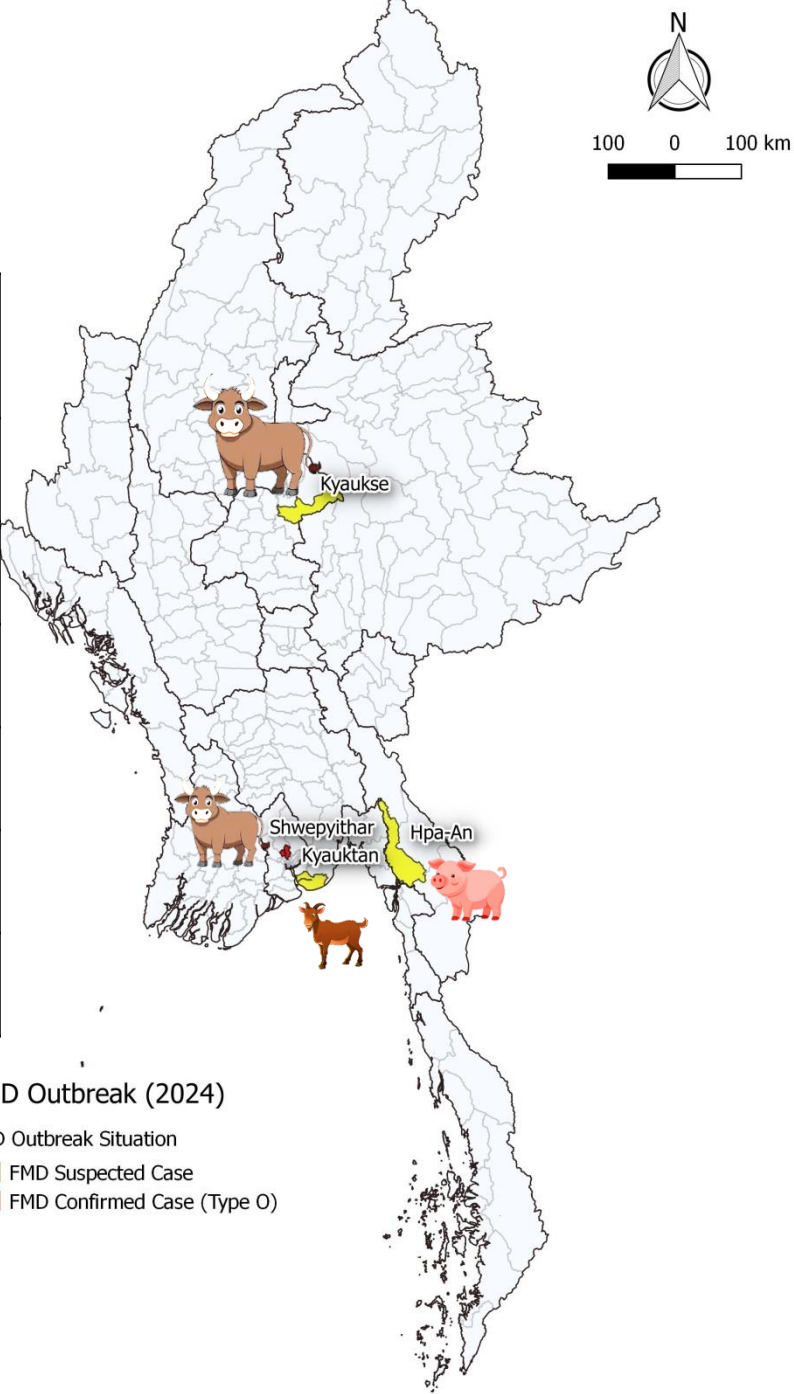 N
100 0 100 km
Kyaukse
Shwepyithar
Hpa-An
Kyauktan
D Outbreak (2024)
Outbreak Situation
FMD Suspected Case
FMD Confirmed Case (Type O)